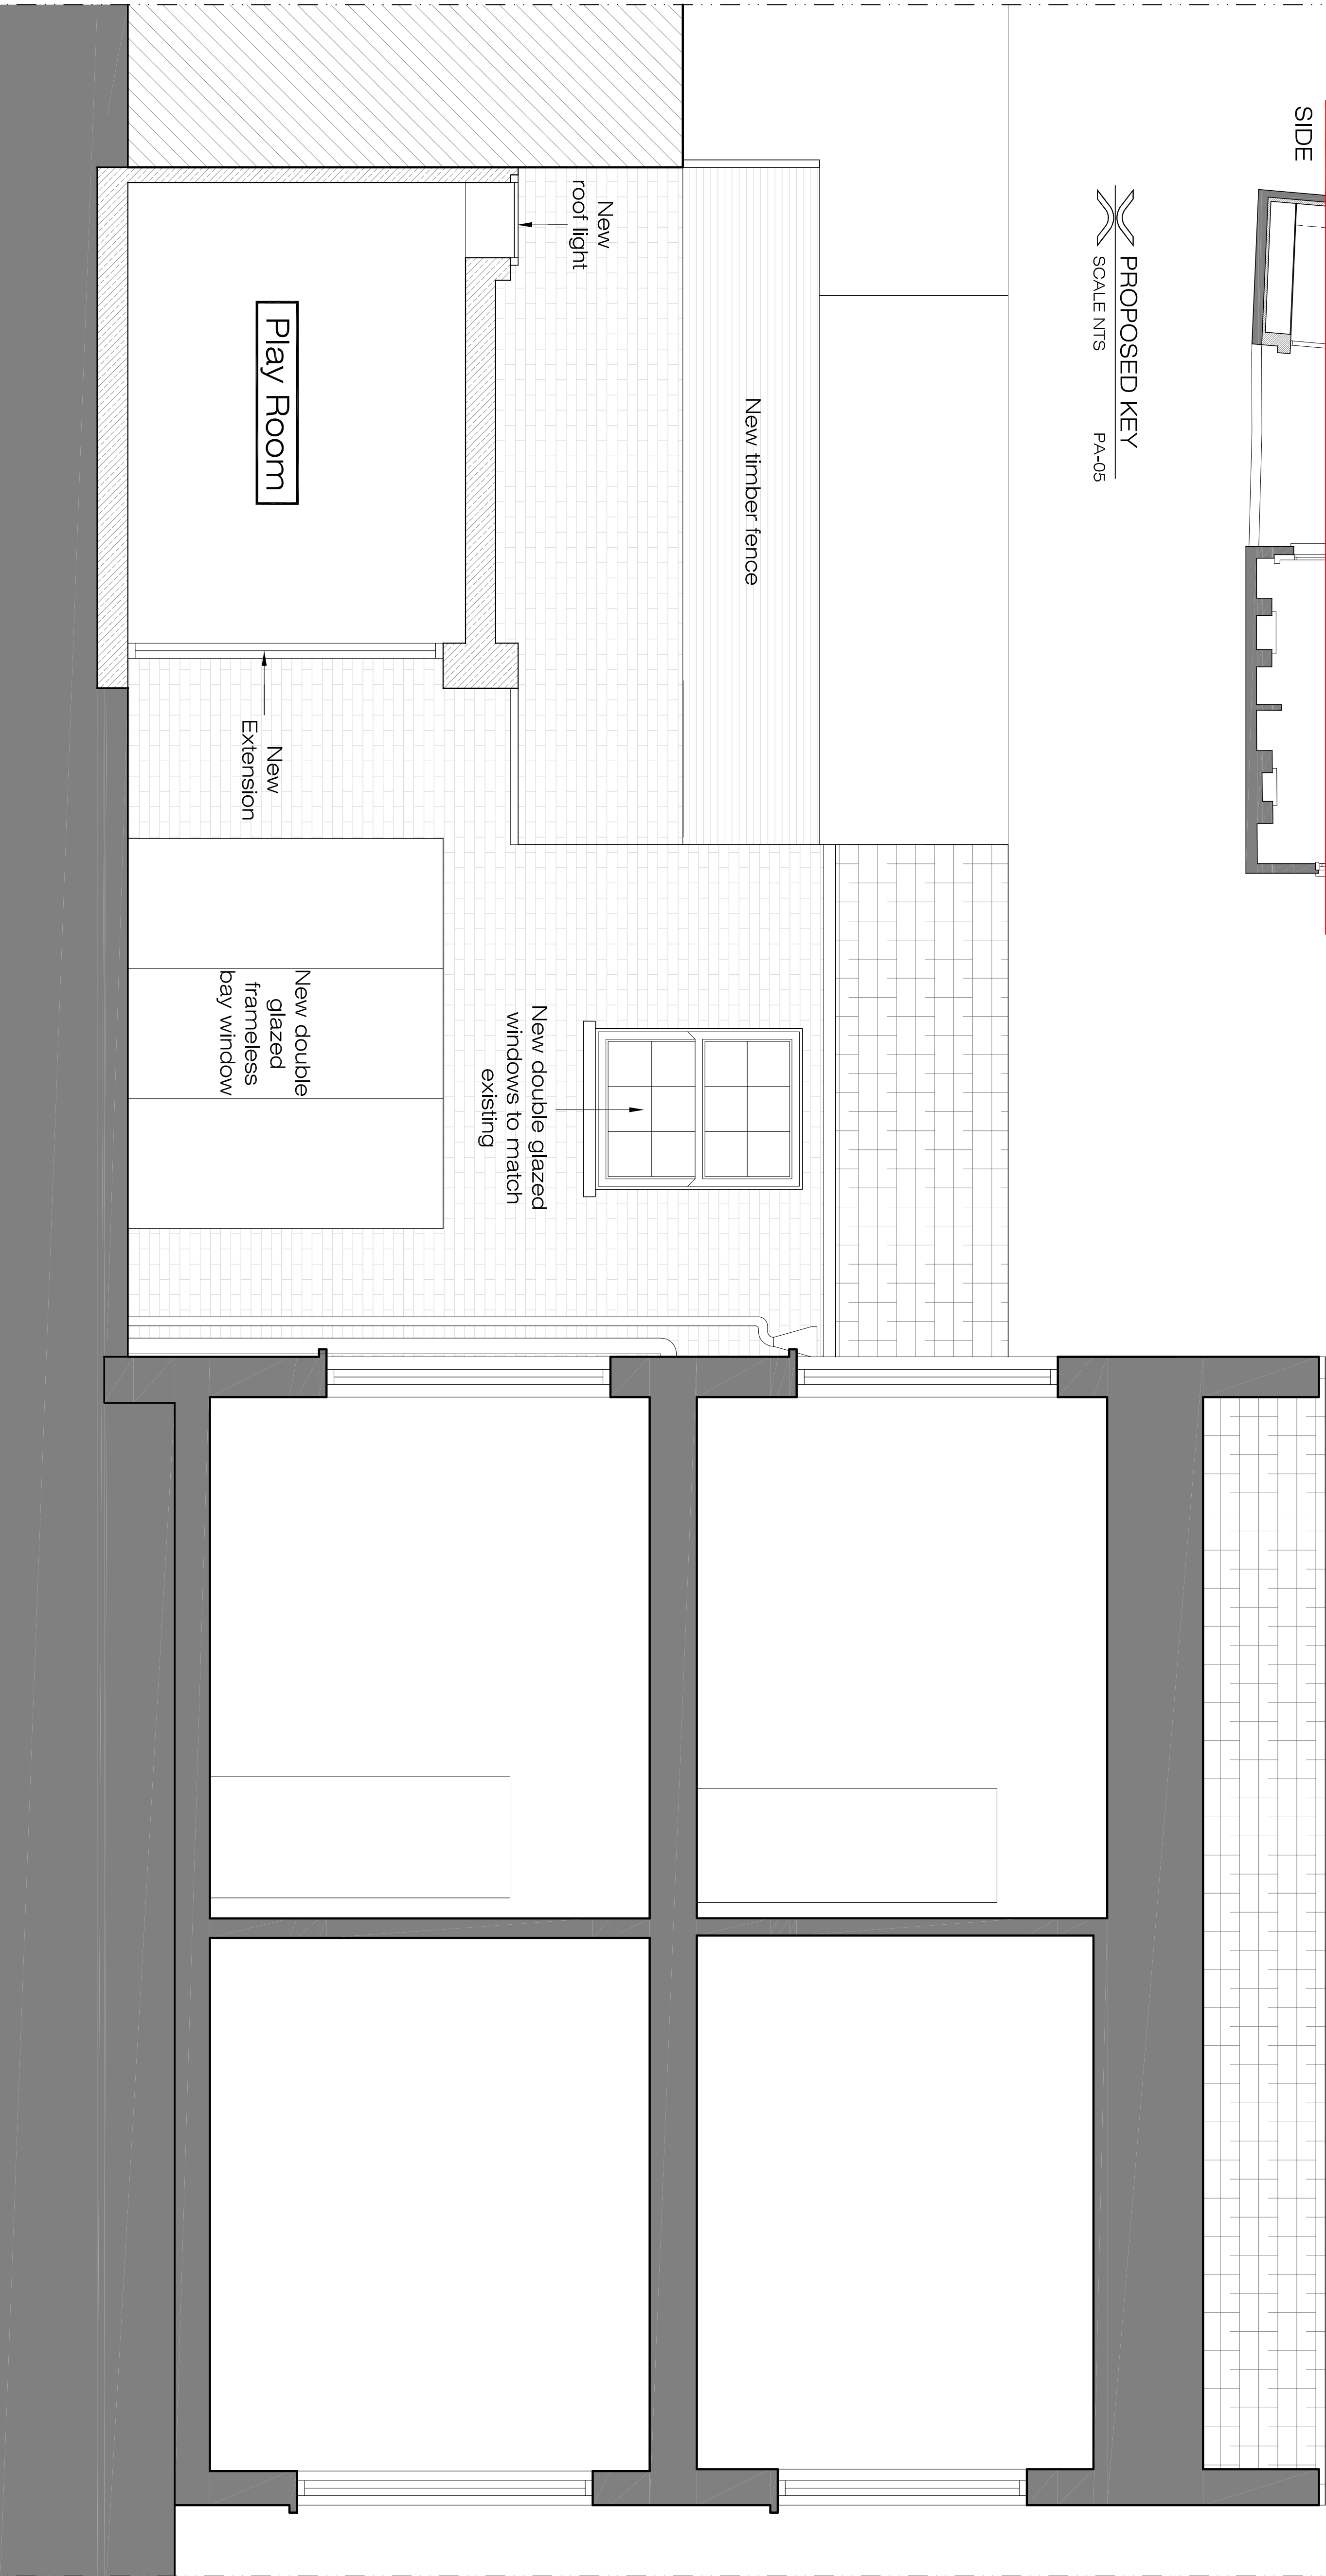 SIDE
PROPOSED KEY
SCALE NTS PA-05
New timber fence
New
roof light
Play Room
New
Extension
New double glazed
windows to match
existing
New double
glazed
frameless
bay window